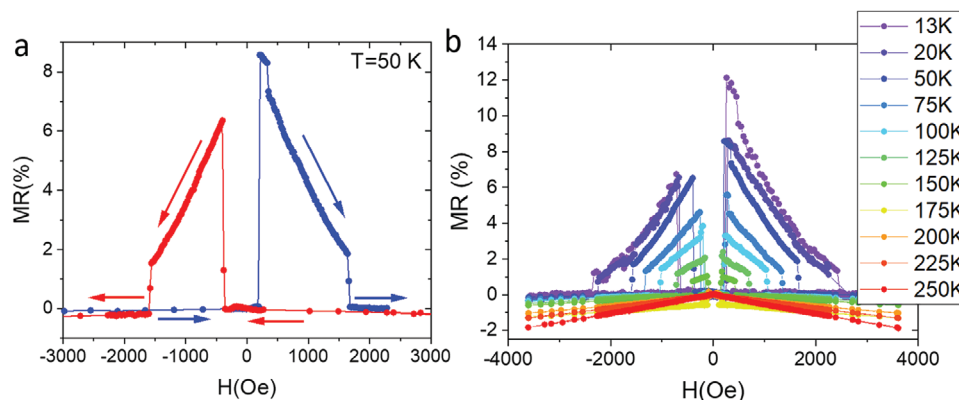 a
T=50 K
MR(%)
8
6
4
2
0
-3000 -2000 -1000 0 1000 2000 3000
H(Oe)
b
MR(%)
14
12
10
8
6
4
2
0
-2
-4000 -2000 0 2000 4000
H(Oe)
13K
20K
50K
75K
100K
125K
150K
175K
200K
225K
250K